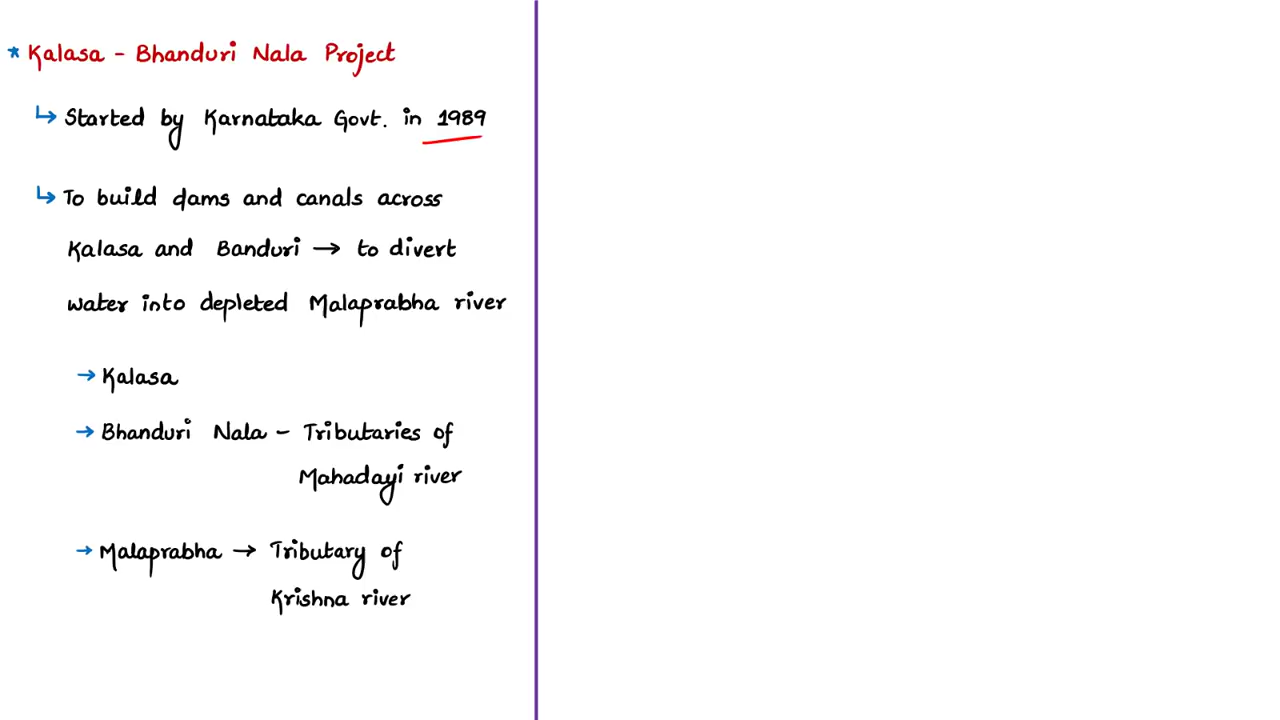 * Kalasa - Bhanduri Nala Project
↳ Started by Karnataka Govt. in 1989
↳ To build dams and canals across
Kalasa and Banduri → to divert
water into depleted Malaprabha river
→ Kalasa
→ Bhanduri Nala - Tributaries of
Mahadayi river
→ Malaprabha → Tributary of
Krishna river